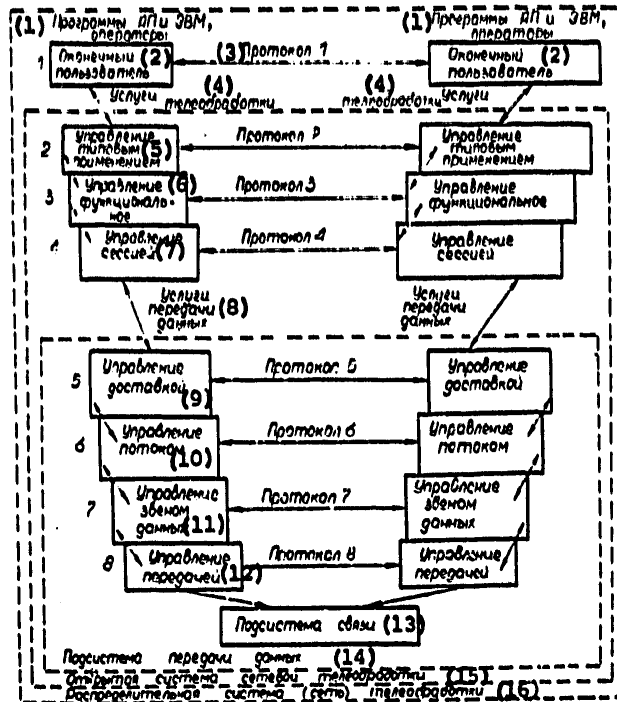 (1) Программы АП и ЭВМ, операторы
(1) Программы АП и ЭВМ, операторы
1 Оконечный (2) пользователь
(3) Протокол 1
Оконечный (2) пользователь
Услуги (4) телеобработки
(4) Услуги телеобработки
2 Управление типовым (5) применением
Протокол 2
Управление типовым применением
3 Управление (6) функциональ-ное
Протокол 3
Управление функциональное
4 Управление сессией (7)
Протокол 4
Управление сессией
Услуги передачи (8) данных
Услуги передачи данных
5 Управление доставкой (9)
Протокол 5
Управление доставкой
6 Управление потоком (10)
Протокол 6
Управление потоком
7 Управление звеном данных (11)
Протокол 7
Управление звеном данных
8 Управление передачей (12)
Протокол 8
Управление передачей
Подсистема связи (13)
Подсистема передачи данных (14)
Открытая система сетевой телеобработки (15)
Распределительная система (сеть) телеобработки (16)